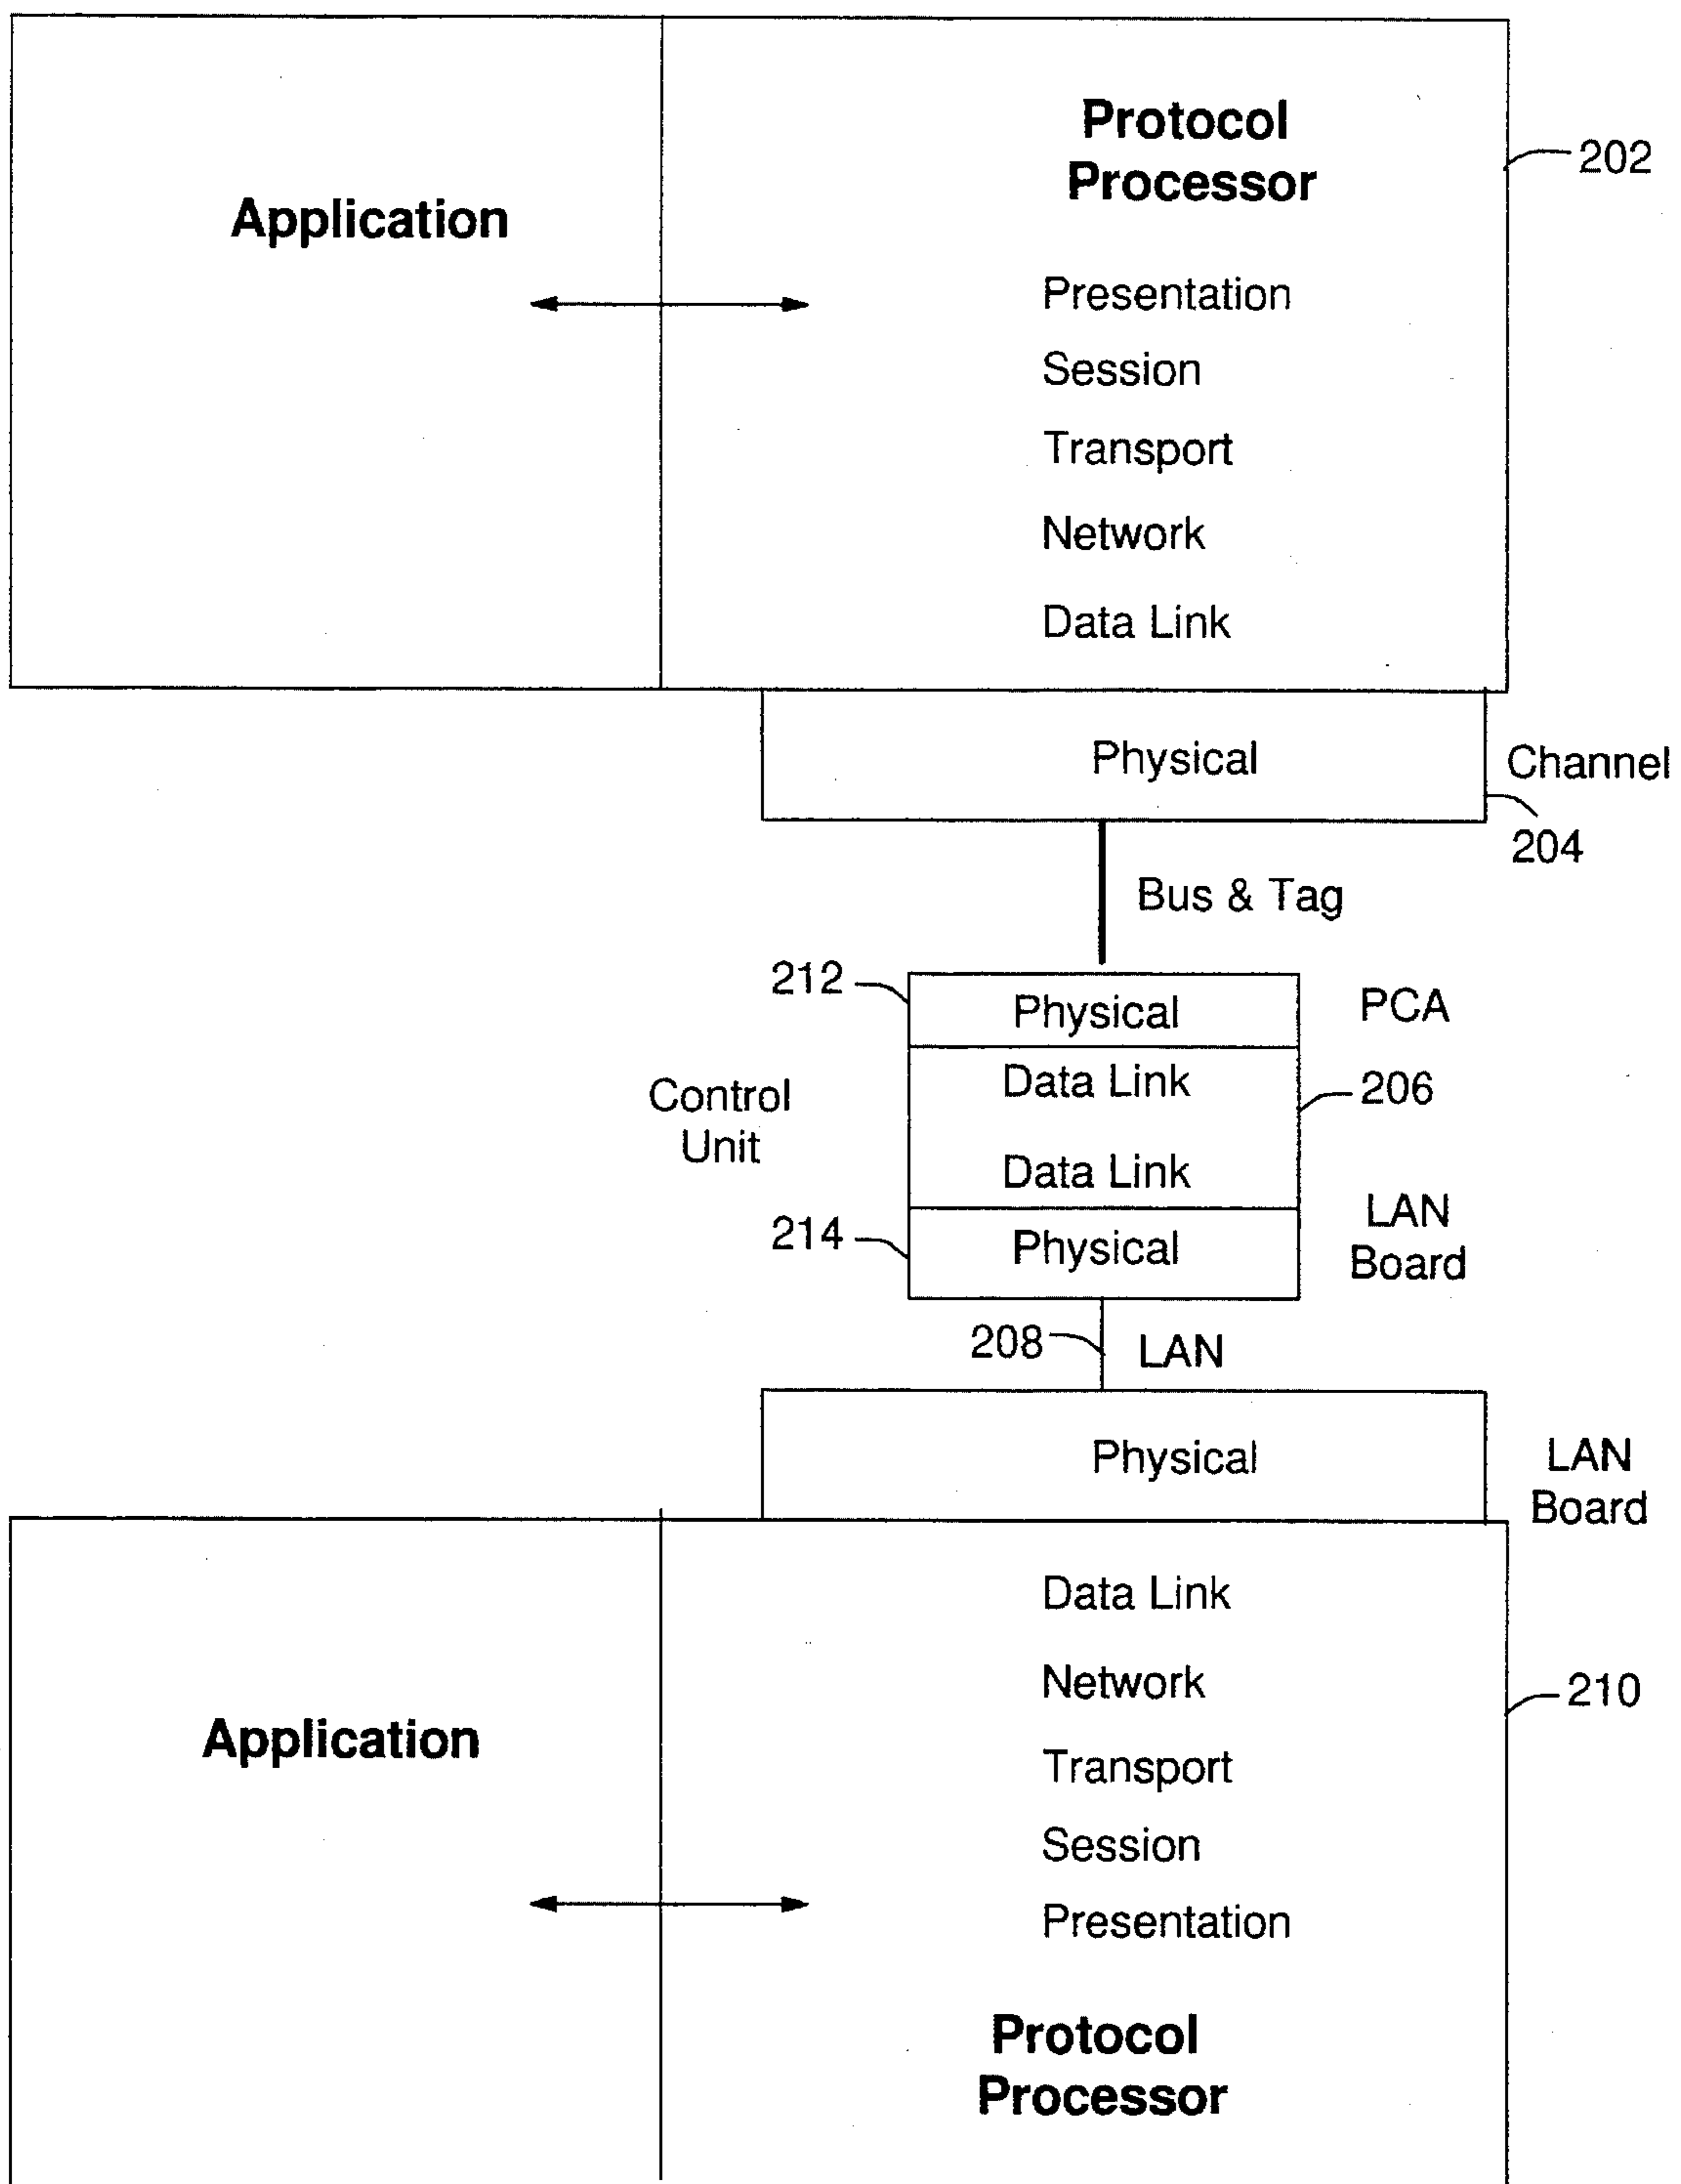 Protocol
Processor
202
Application
Presentation
Session
Transport
Network
Data Link
Physical
Channel
204
Bus & Tag
212
Physical
PCA
Control
Unit
Data Link
206
Data Link
LAN
Board
214
Physical
208
LAN
Physical
LAN
Board
Data Link
Network
210
Application
Transport
Session
Presentation
Protocol
Processor